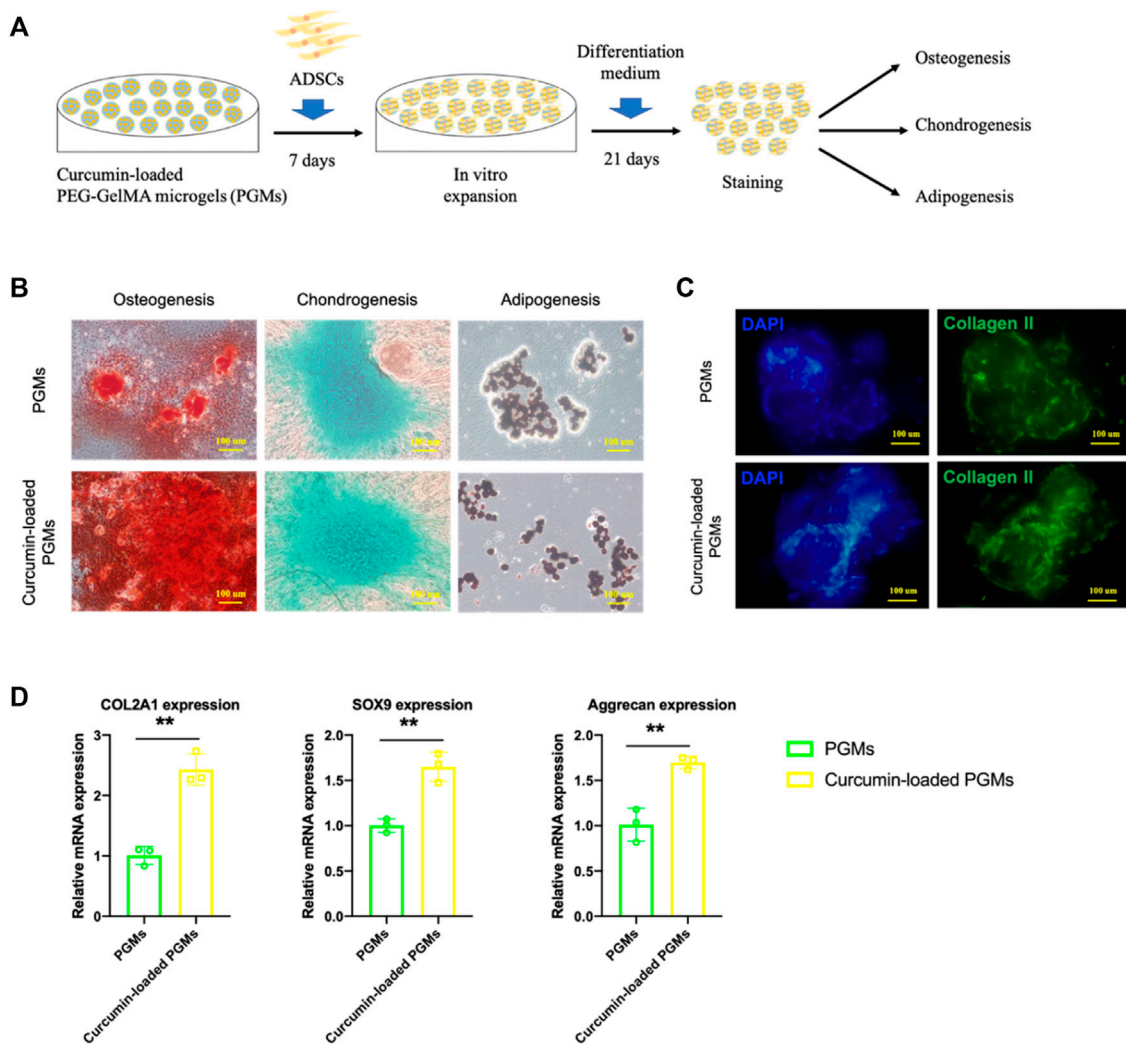 A
ADSCs
Differentiation
medium
Osteogenesis
Chondrogenesis
Adipogenesis
7 days
21 days
Curcumin-loaded
PEG-GelMA microgels (PGMs)
In vitro
expansion
Staining
B
Osteogenesis
Chondrogenesis
Adipogenesis
PGMs
100 um
100 um
100 um
Curcumin-loaded
PGMs
100 um
100 um
100 um
C
PGMs
DAPI
100 um
Collagen II
100 um
Curcumin-loaded
PGMs
DAPI
100 um
Collagen II
100 um
D
COL2A1 expression
**
Relative mRNA expression
3
2
1
0
PGMs
Curcumin-loaded PGMs
SOX9 expression
**
Relative mRNA expression
2.0
1.5
1.0
0.5
0.0
PGMs
Curcumin-loaded PGMs
Aggrecan expression
**
Relative mRNA expression
2.0
1.5
1.0
0.5
0.0
PGMs
Curcumin-loaded PGMs
PGMs
Curcumin-loaded PGMs